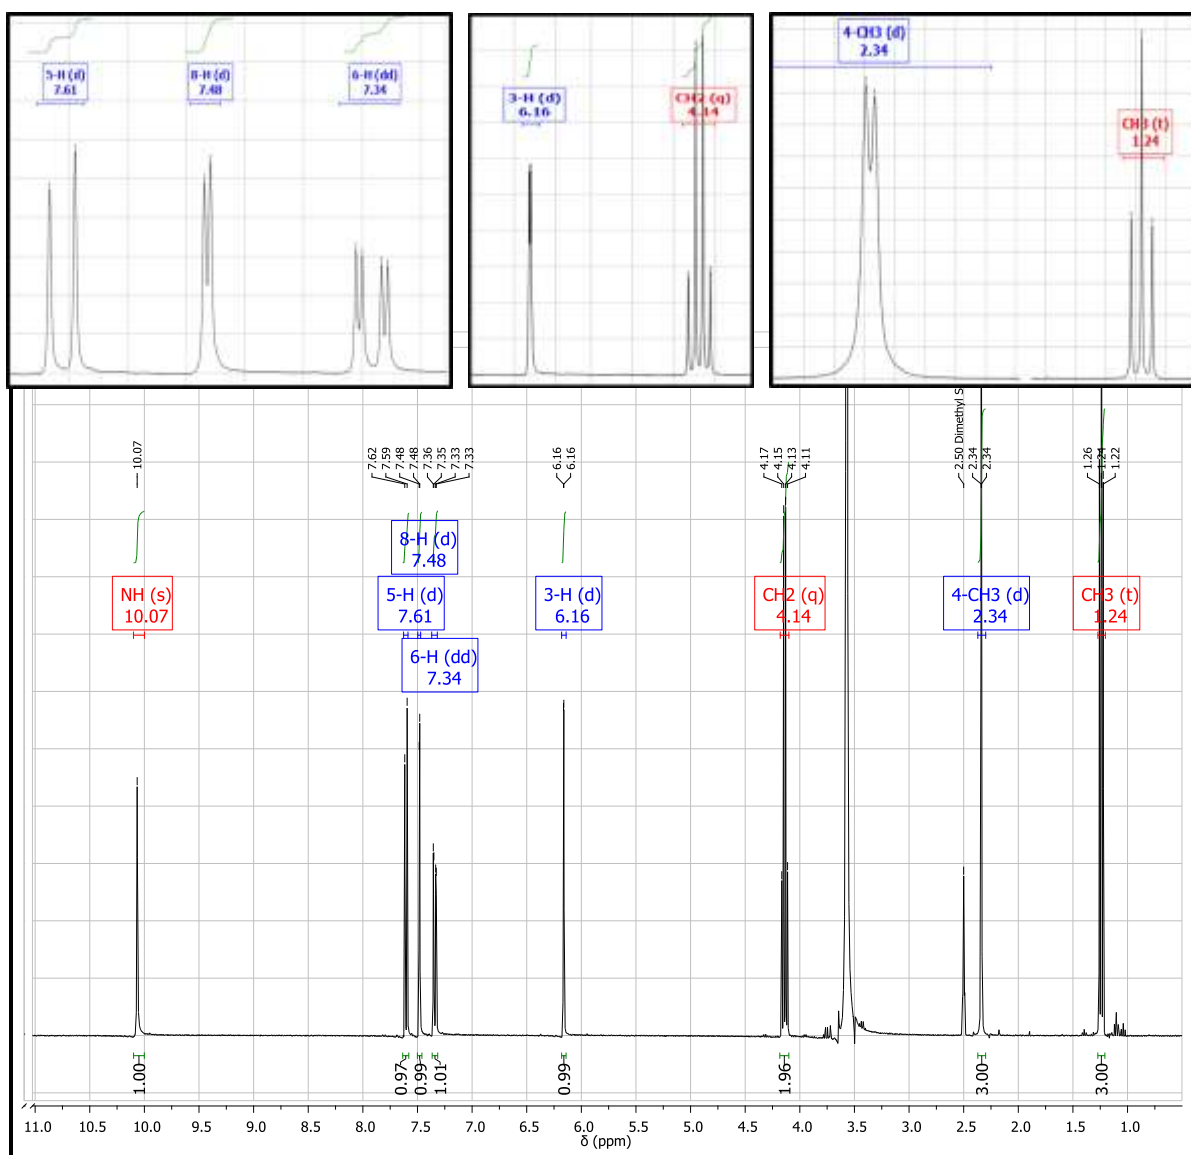 5-H (d)
7.61
8-H (d)
7.48
6-H (dd)
7.34
3-H (d)
6.16
CH2 (q)
4.14
4-CH3 (d)
2.34
CH3 (t)
1.24
10.07
7.62
7.59
7.48
7.48
7.36
7.35
7.33
7.33
6.16
6.16
4.17
4.15
4.13
4.11
2.50 Dimethyl S
2.34
2.34
1.26
1.24
1.22
NH (s)
10.07
8-H (d)
7.48
5-H (d)
7.61
6-H (dd)
7.34
3-H (d)
6.16
CH2 (q)
4.14
4-CH3 (d)
2.34
CH3 (t)
1.24
1.00
0.97
0.99
1.01
0.99
1.96
3.00
3.00
11.0 10.5 10.0 9.5 9.0 8.5 8.0 7.5 7.0 6.5 6.0 5.5 5.0 4.5 4.0 3.5 3.0 2.5 2.0 1.5 1.0
δ (ppm)